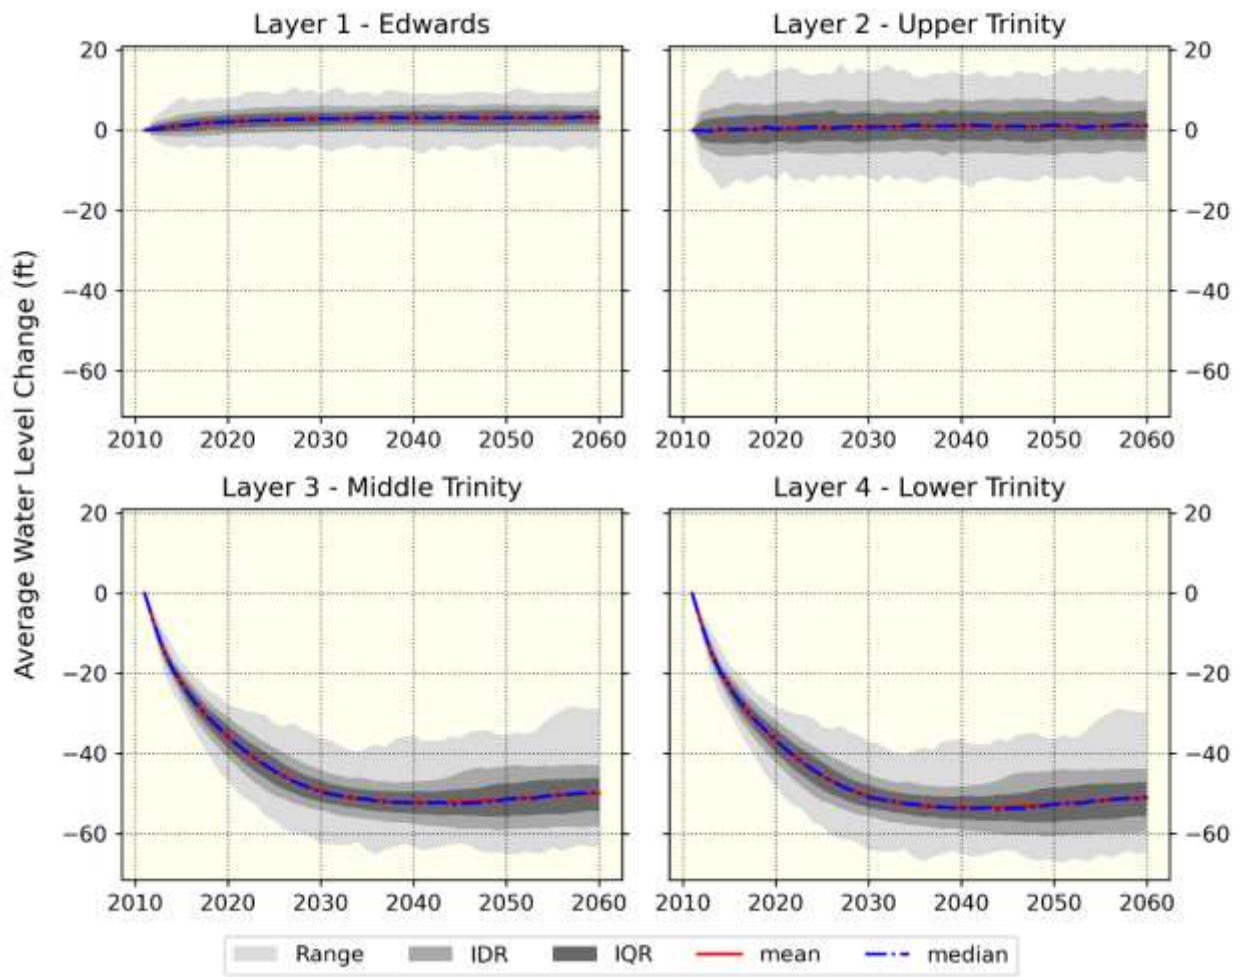 Layer 1 - Edwards
Layer 2 - Upper Trinity
20
0
−20
−40
−60
20
0
−20
−40
−60
2010 2020 2030 2040 2050 2060
2010 2020 2030 2040 2050 2060
Average Water Level Change (ft)
Layer 3 - Middle Trinity
Layer 4 - Lower Trinity
20
0
−20
−40
−60
20
0
−20
−40
−60
2010 2020 2030 2040 2050 2060
2010 2020 2030 2040 2050 2060
Range IDR IQR mean median